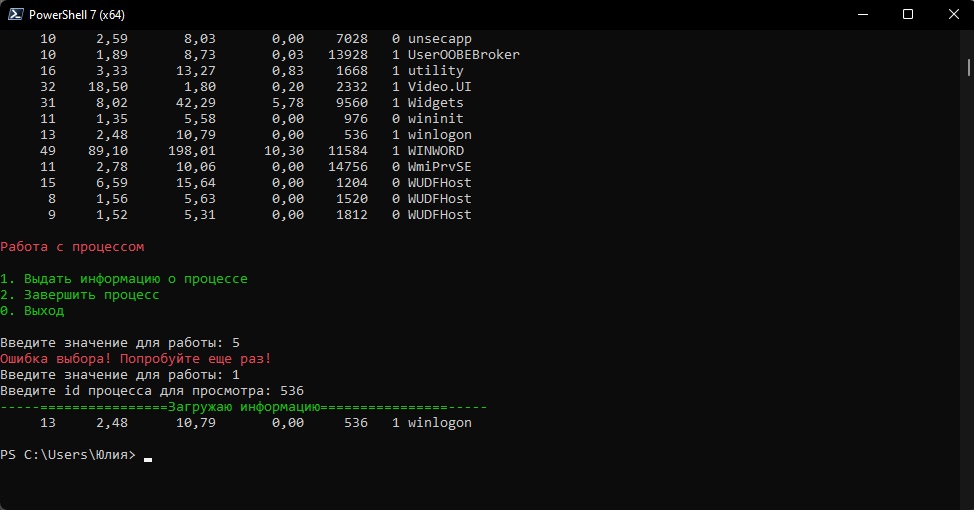 PowerShell 7 (x64)
10 2,59 8,03 0,00 7028 0 unsecapp
10 1,89 8,73 0,03 13928 1 UserOOBEBroker
16 3,33 13,27 0,83 1668 1 utility
32 18,50 1,80 0,20 2332 1 Video.UI
31 8,02 42,29 5,78 9560 1 Widgets
11 1,35 5,58 0,00 976 0 wininit
13 2,48 10,79 0,00 536 1 winlogon
49 89,10 198,01 10,30 11584 1 WINWORD
11 2,78 10,06 0,00 14756 0 WmiPrvSE
15 6,59 15,64 0,00 1204 0 WUDFHost
8 1,56 5,63 0,00 1520 0 WUDFHost
9 1,52 5,31 0,00 1812 0 WUDFHost
Работа с процессом
1. Выдать информацию о процессе
2. Завершить процесс
0. Выход
Введите значение для работы: 5
Ошибка выбора! Попробуйте еще раз!
Введите значение для работы: 1
Введите id процесса для просмотра: 536
-----================Загружаю информацию================-----
13 2,48 10,79 0,00 536 1 winlogon
PS C:\Users\Юлия>